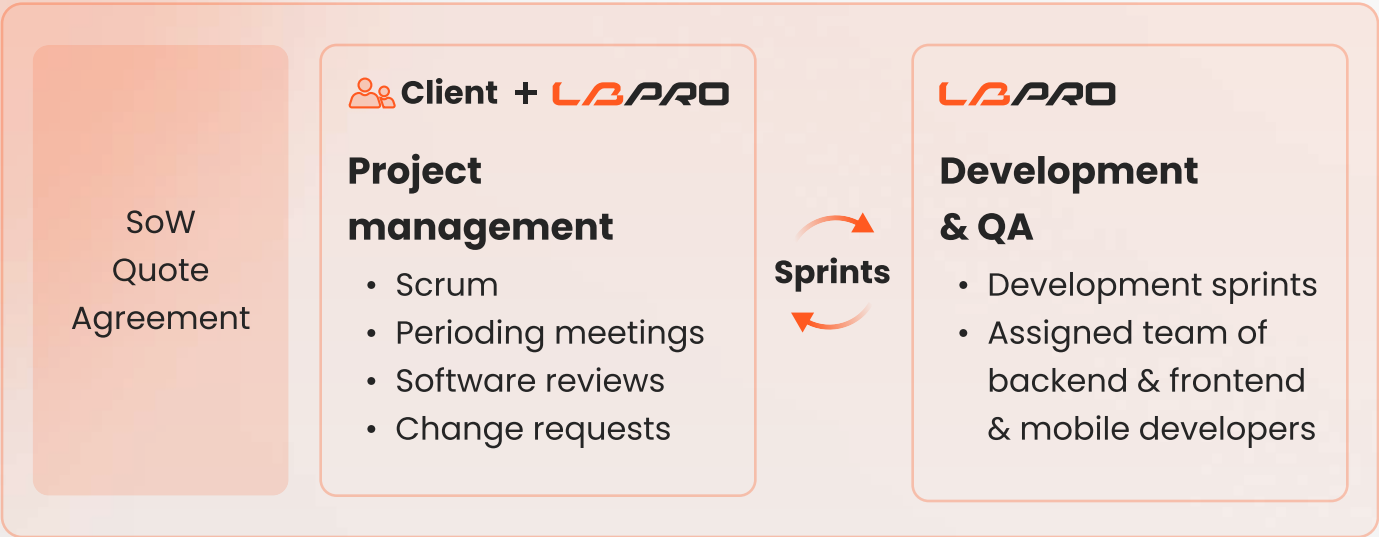 SoW
Quote
Agreement
Client + LBPRO
Project
management
• Scrum
• Perioding meetings
• Software reviews
• Change requests
Sprints
LBPRO
Development
& QA
• Development sprints
• Assigned team of
backend & frontend
& mobile developers